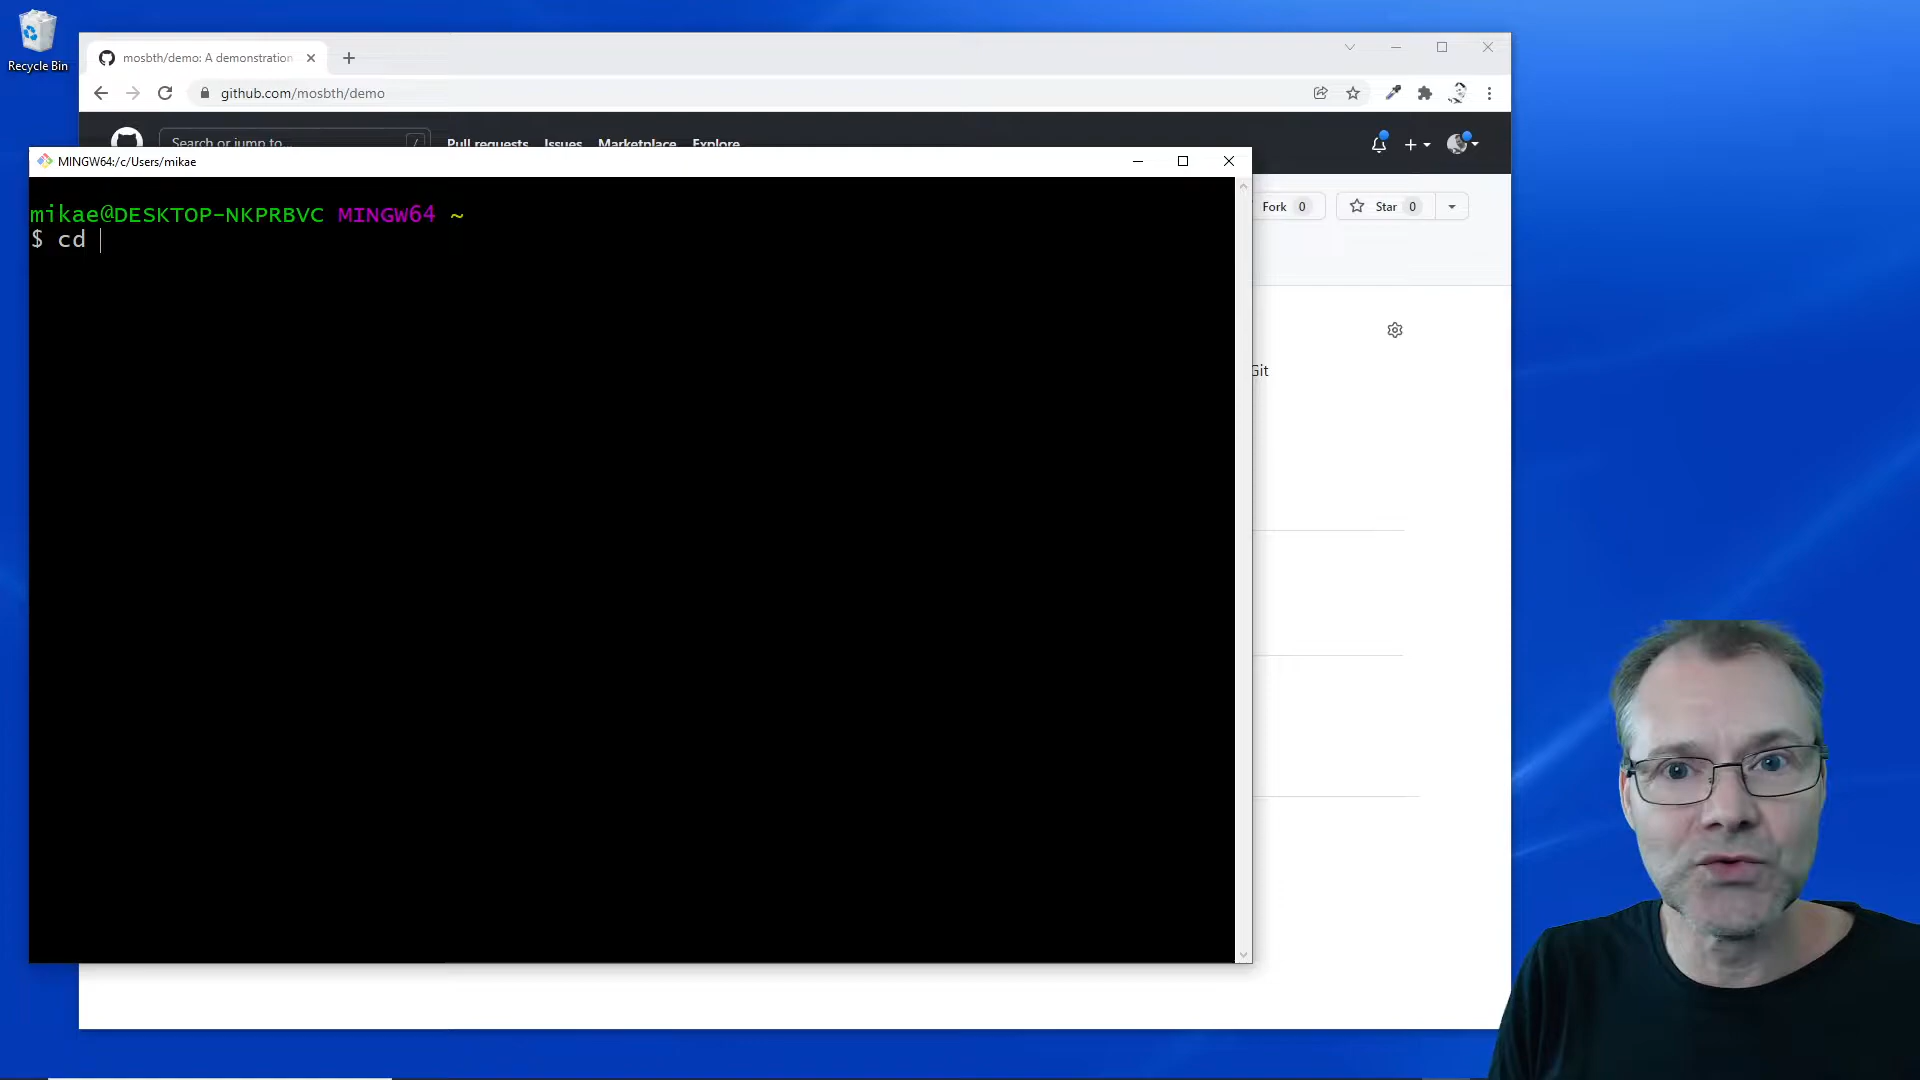 Recycle Bin
mosbth/demo: A demonstration
github.com/mosbth/demo
Search or jump to...
/
Pull requests Issues Marketplace Explore
MINGW64:/c/Users/mikae
mikae@DESKTOP-NKPRBVC MINGW64 ~
$ cd
Fork 0
Star 0
Git